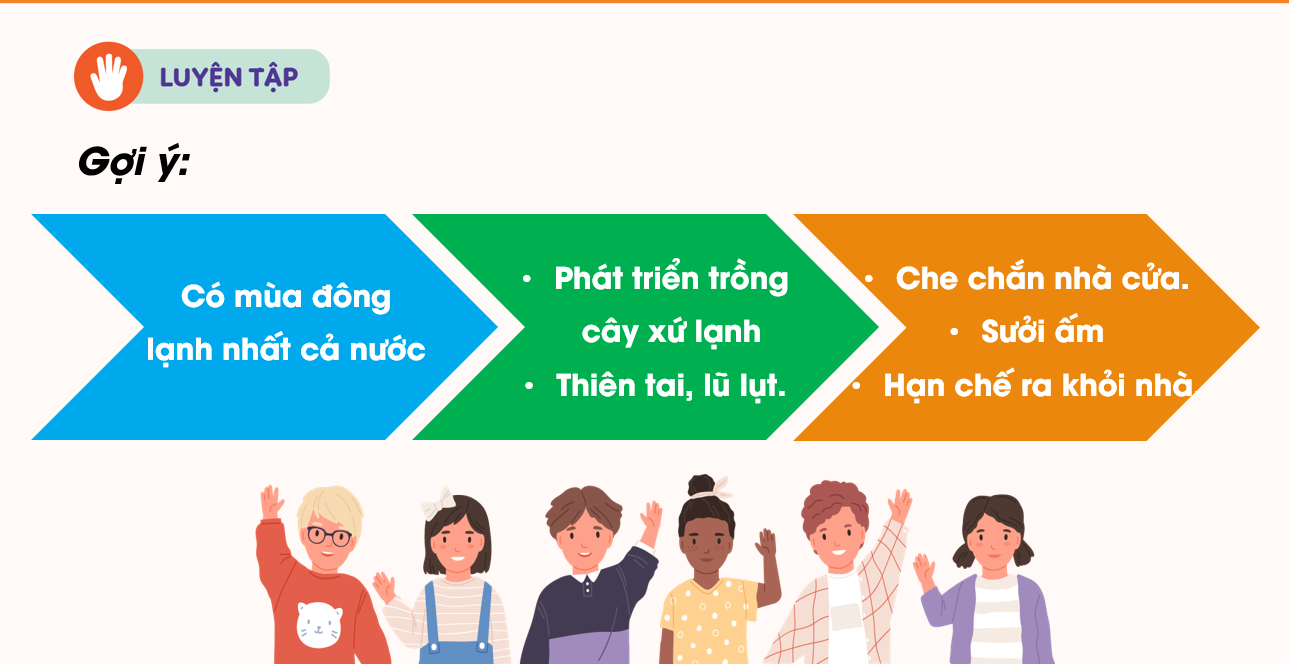 LUYỆN TẬP
Gợi ý:
Có mùa đông
lạnh nhất cả nước
• Phát triển trồng
cây xứ lạnh
• Thiên tai, lũ lụt.
• Che chắn nhà cửa.
• Sưởi ấm
• Hạn chế ra khỏi nhà